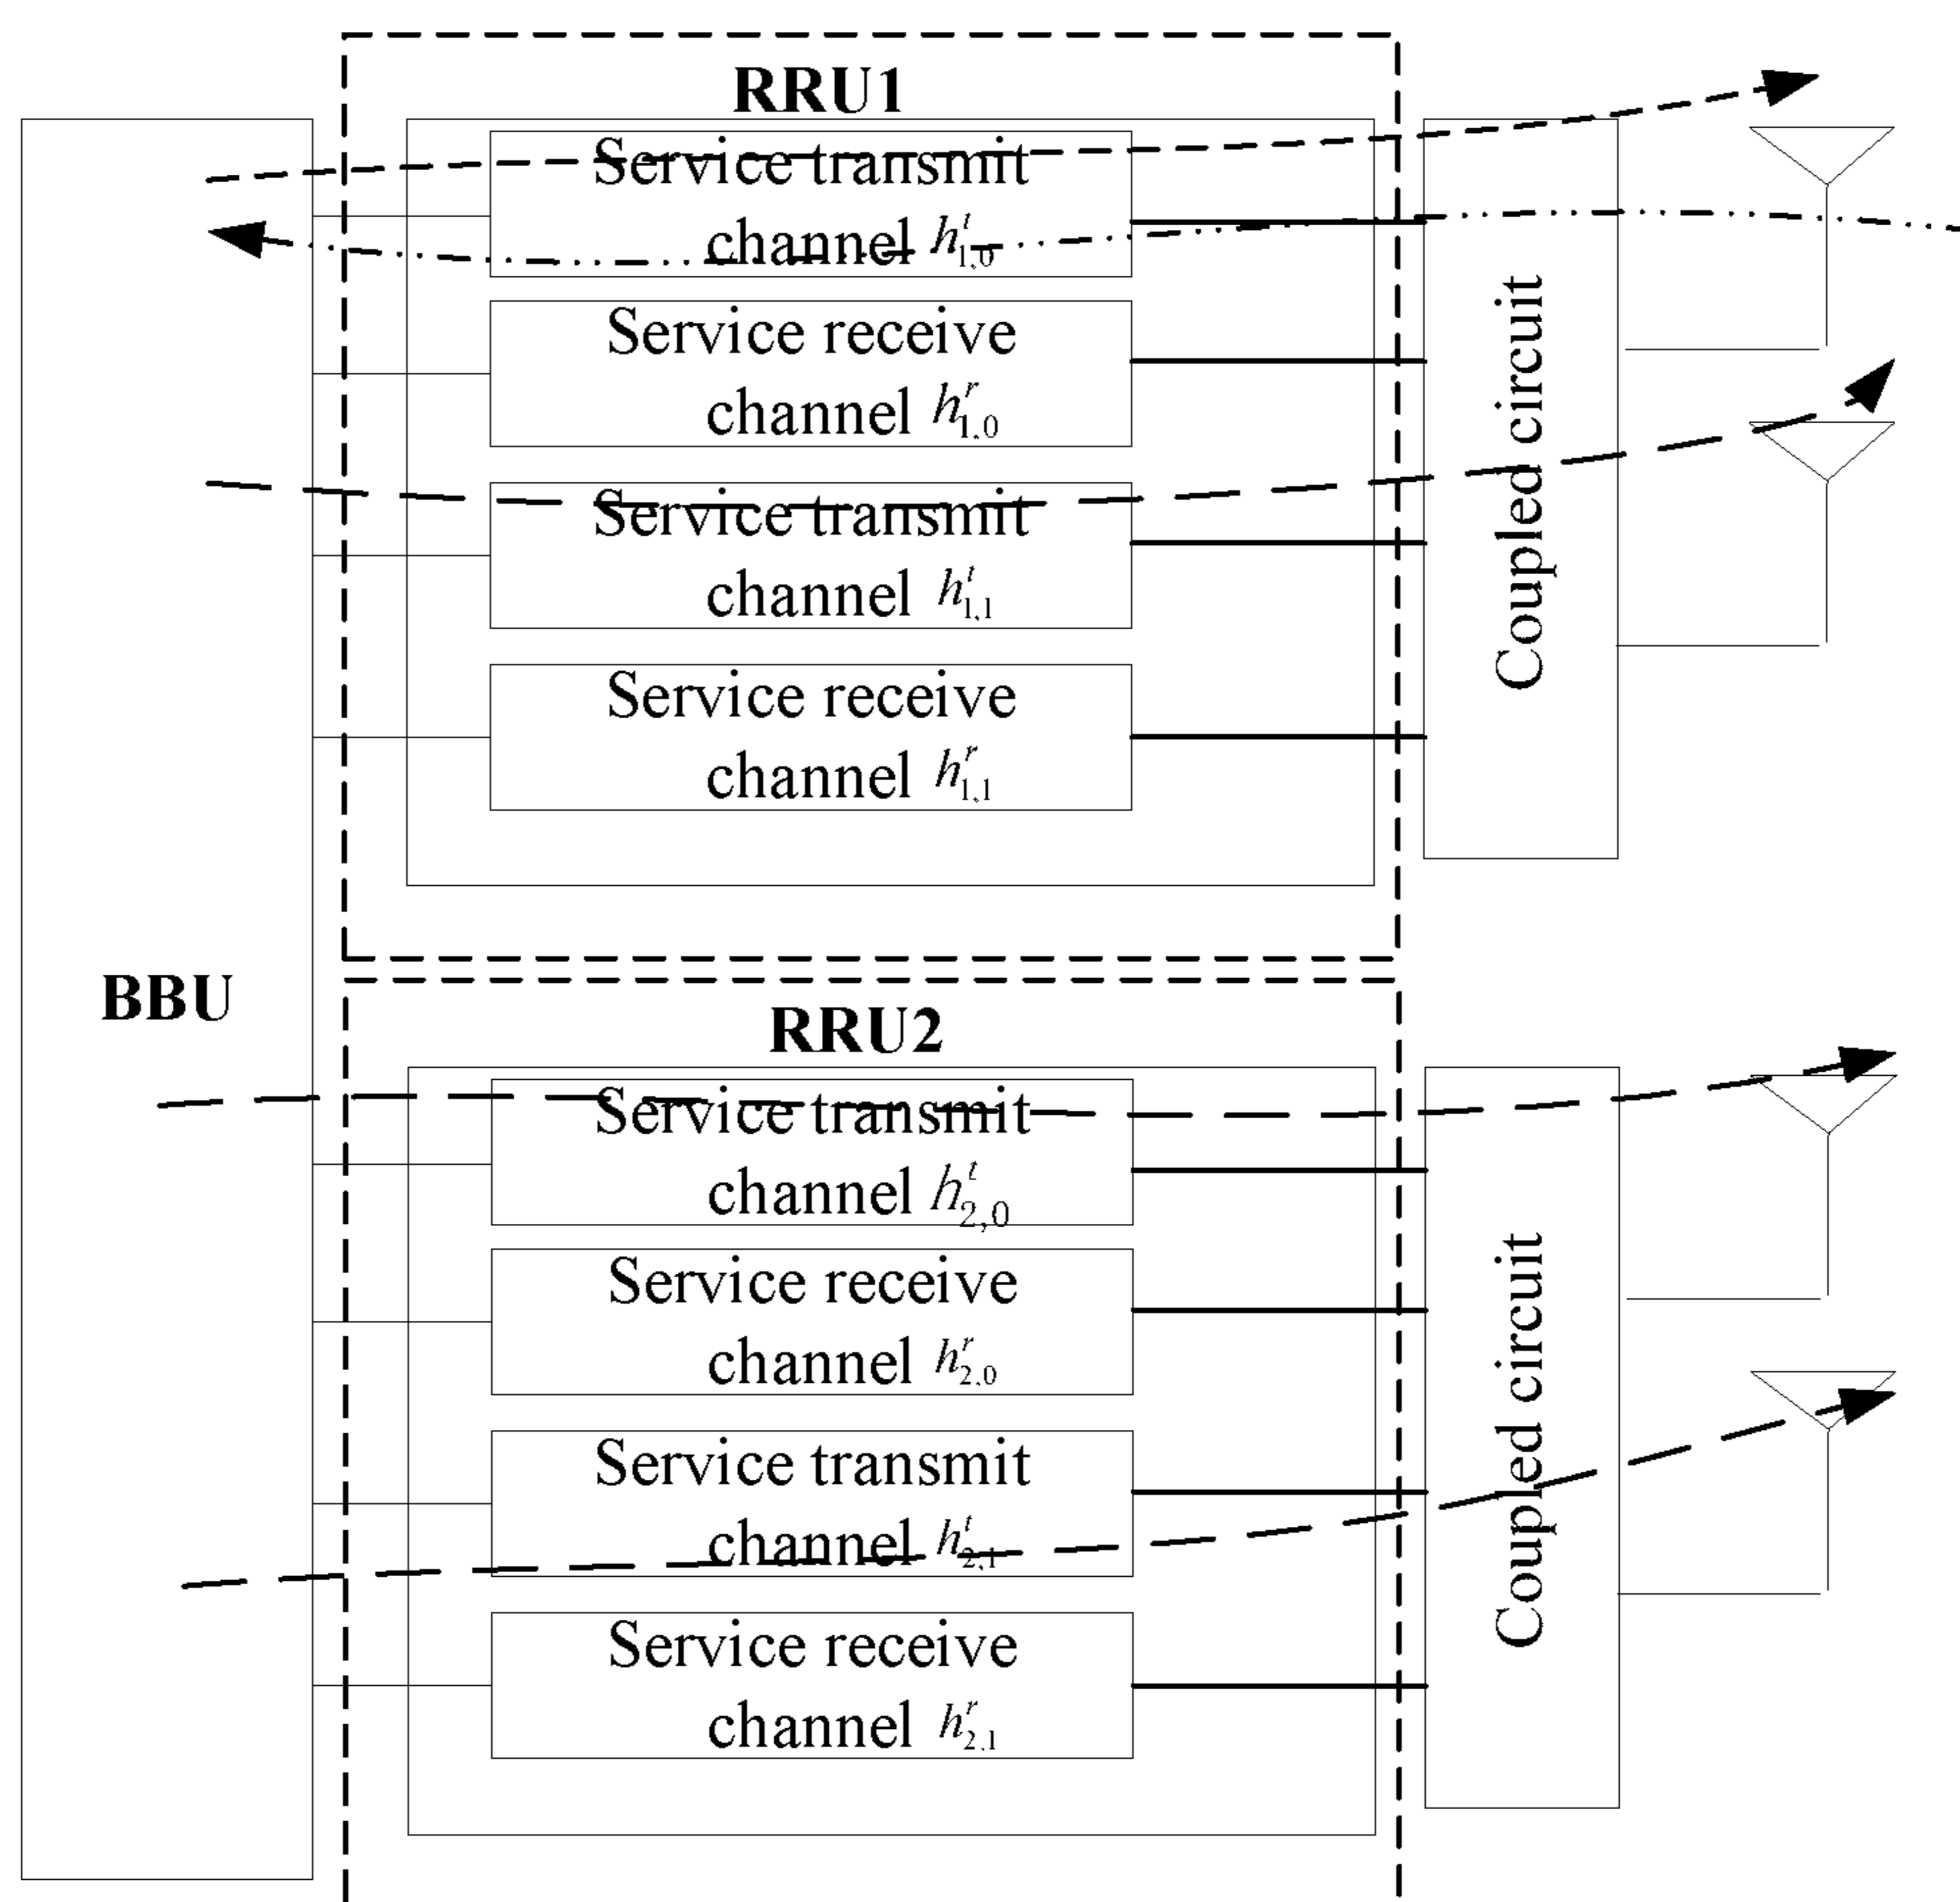 RRU1
Service transmit
channel h^t_{1,0}
Service receive
channel h^r_{1,0}
Service transmit
channel h^t_{1,1}
Service receive
channel h^r_{1,1}
Coupled circuit
BBU
RRU2
Service transmit
channel h^t_{2,0}
Service receive
channel h^r_{2,0}
Service transmit
channel h^t_{2,1}
Service receive
channel h^r_{2,1}
Coupled circuit